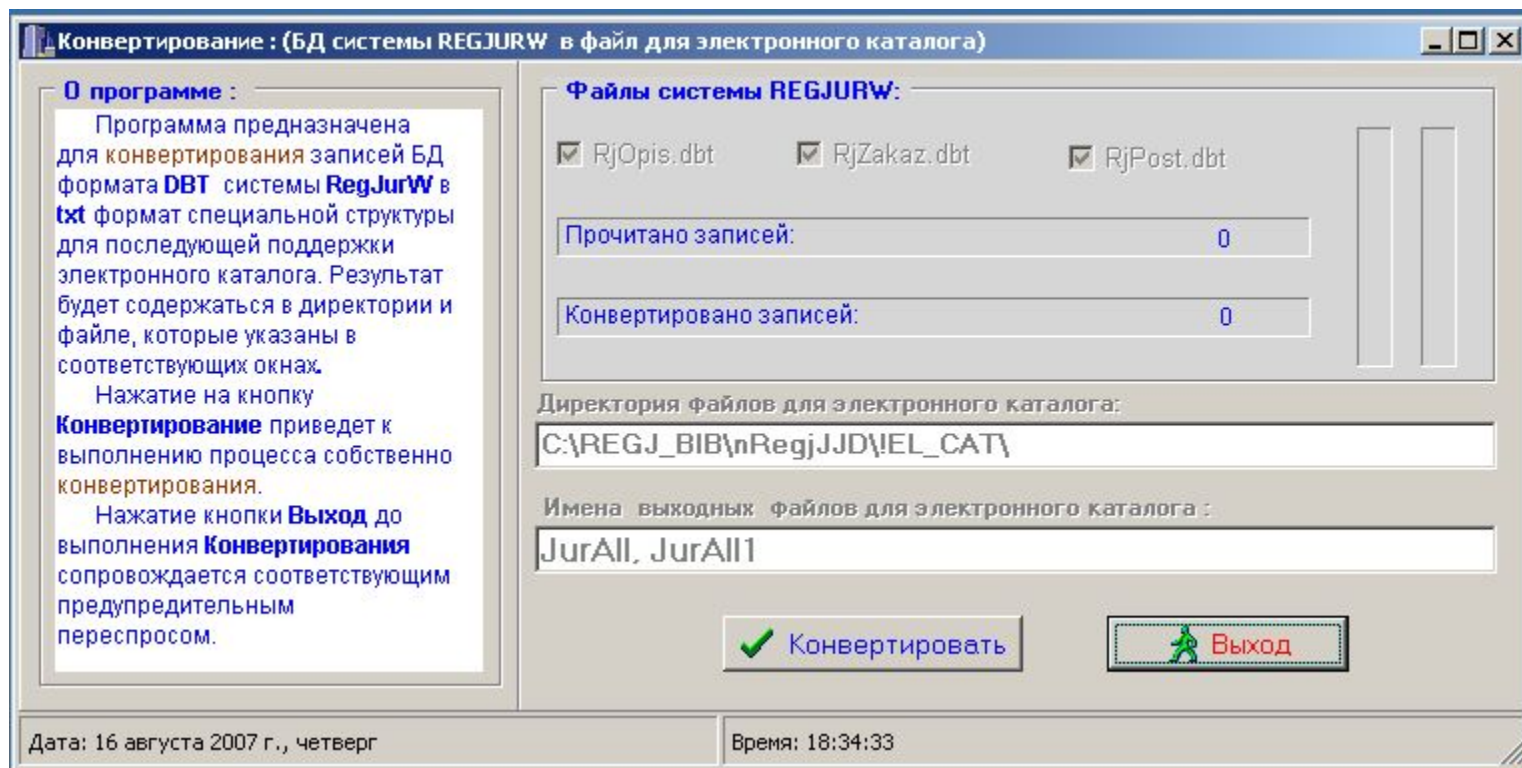 Конвертирование : (БД системы REGJURW в файл для электронного каталога)
О программе :
Программа предназначена
для конвертирования записей БД
формата DBT системы RegJurW в
txt формат специальной структуры
для последующей поддержки
электронного каталога. Результат
будет содержаться в директории и
файле, которые указаны в
соответствующих окнах.
Нажатие на кнопку
Конвертирование приведет к
выполнению процесса собственно
конвертирования.
Нажатие кнопки Выход до
выполнения Конвертирования
сопровождается соответствующим
предупредительным
переспросом.
Файлы системы REGJURW:
RjOpis.dbt RjZakaz.dbt RjPost.dbt
Прочитано записей: 0
Конвертировано записей: 0
Директория файлов для электронного каталога:
C:\REGJ_BIB\nRegjJJD\!EL_CAT\
Имена выходных файлов для электронного каталога :
JurAll, JurAll1
Конвертировать Выход
Дата: 16 августа 2007 г., четверг Время: 18:34:33